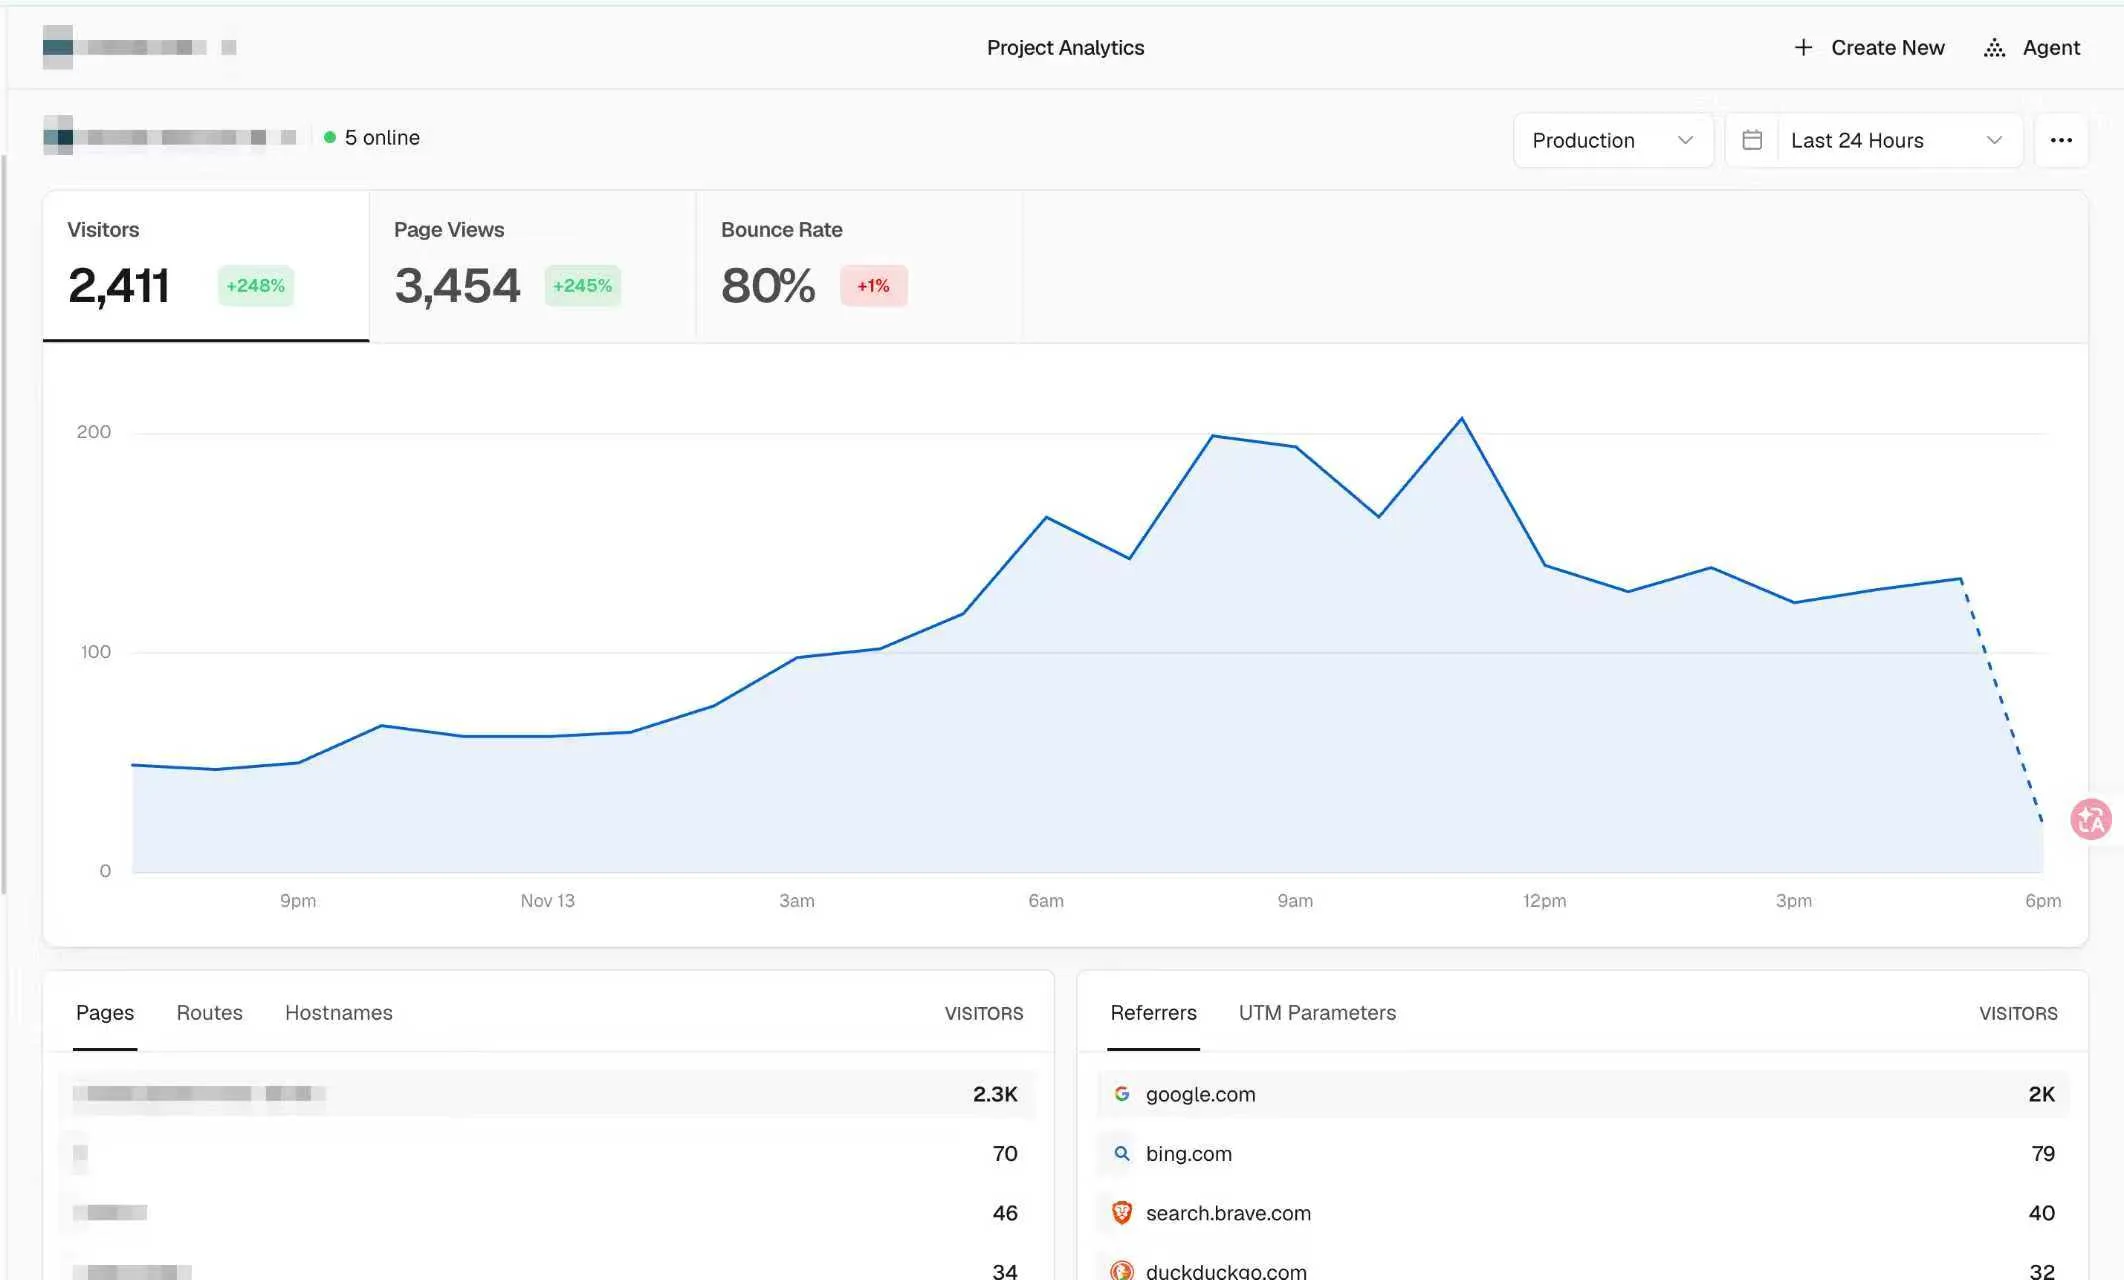 Project Analytics
Create New
Agent
5 online
Production
Last 24 Hours
Visitors
2,411
+248%
Page Views
3,454
+245%
Bounce Rate
80%
+1%
200
100
0
9pm
Nov 13
3am
6am
9am
12pm
3pm
6pm
Pages
Routes
Hostnames
VISITORS
2.3K
70
46
34
Referrers
UTM Parameters
VISITORS
google.com
2K
bing.com
79
search.brave.com
40
duckduckgo.com
32